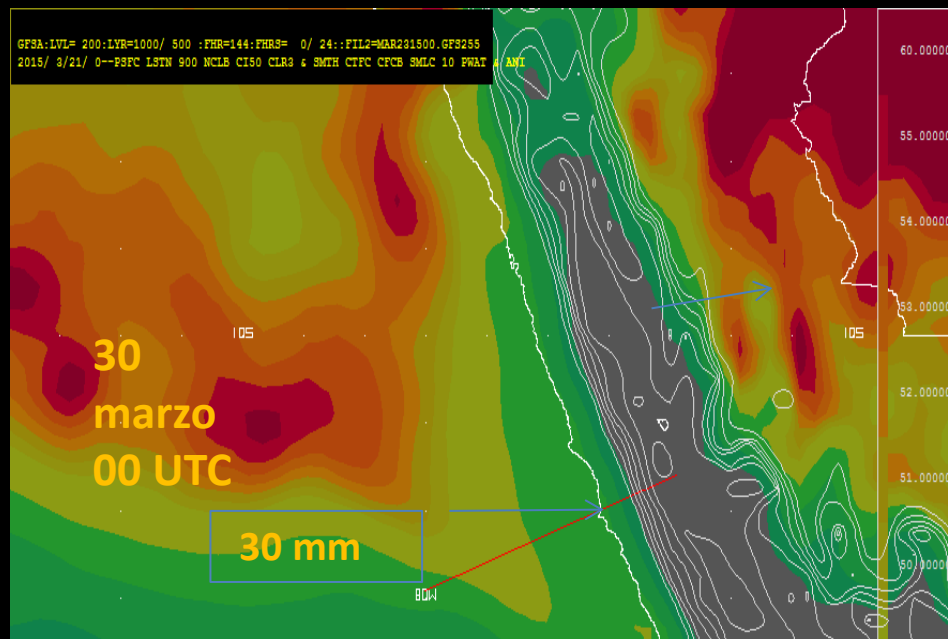 GFSA:LVL= 200:LYR=1000/ 500 :FHR=144:FHRS=  0/ 24::FIL2=MAR231500.GFS255
2015/ 3/21/ 0--PSFC LSTN 900 NCLB CI50 CLR3 & SMTH CTFC CFCB SMLC 10 PWAT & ANI
60.00000
55.00000
54.00000
53.00000
10S
10S
30
marzo
00 UTC
52.00000
51.00000
30 mm
50.00000
80W